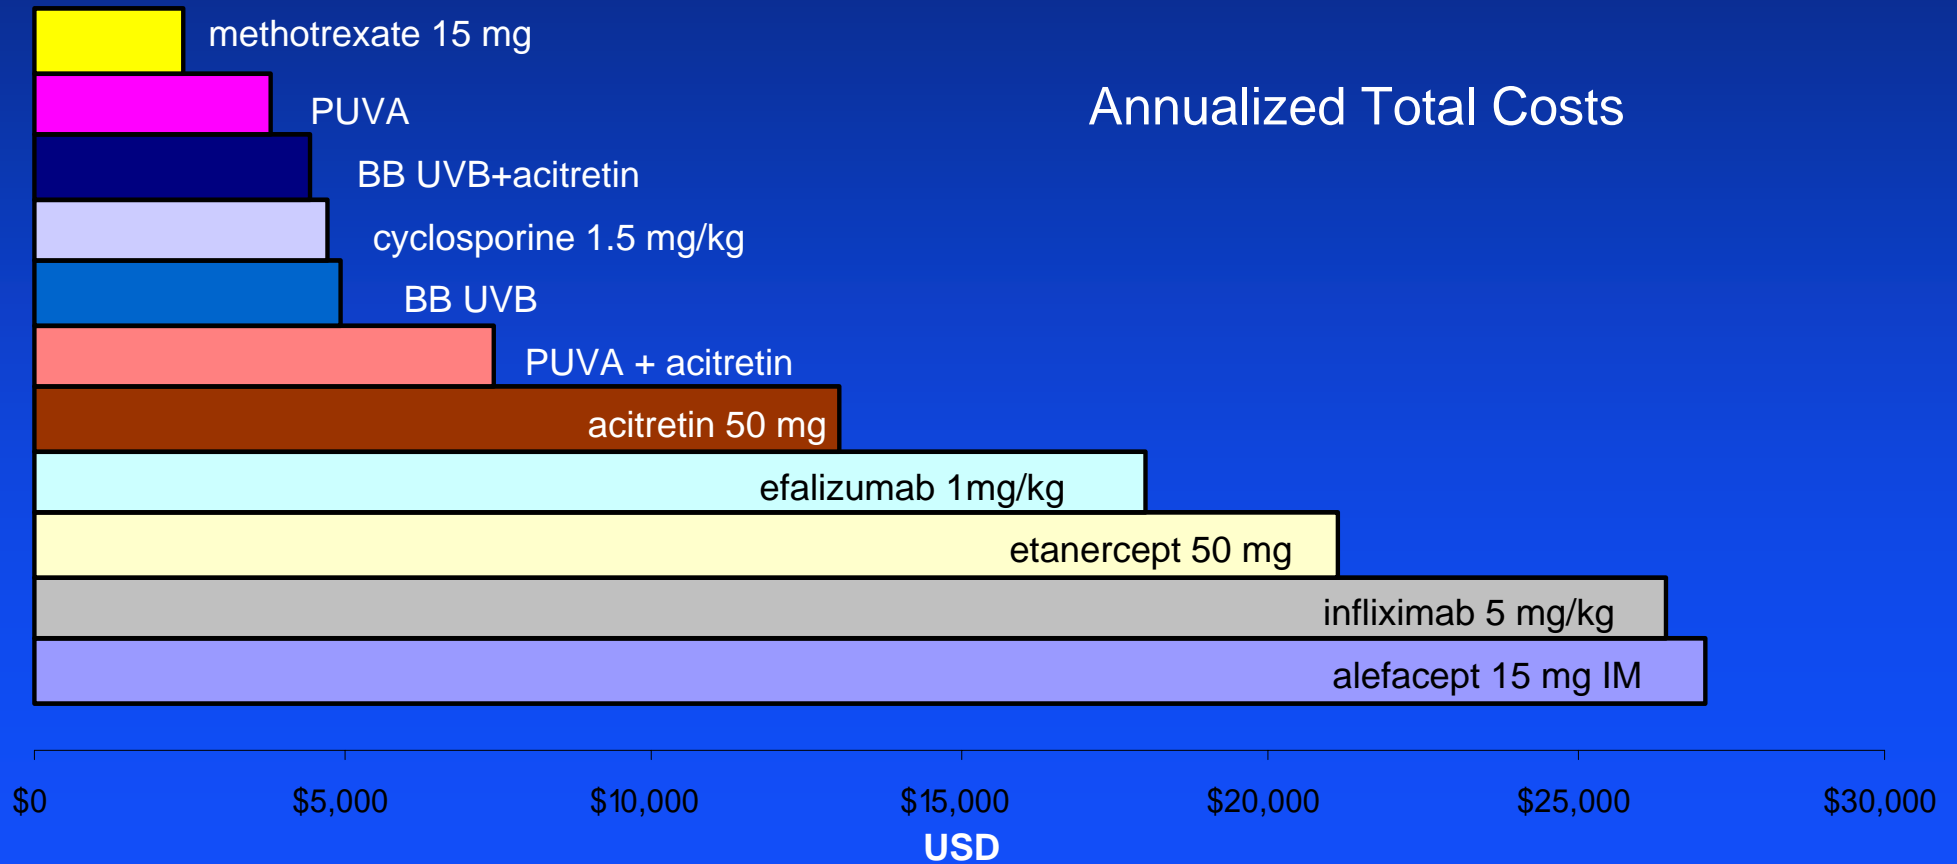 methotrexate 15 mg
Annualized Total Costs
PUVA
BB UVB+acitretin
cyclosporine 1.5 mg/kg
BB UVB
PUVA + acitretin
acitretin 50 mg
efalizumab 1mg/kg
etanercept 50 mg
infliximab 5 mg/kg
alefacept 15 mg IM
$0 $5,000 $10,000 $15,000 $20,000 $25,000 $30,000
USD